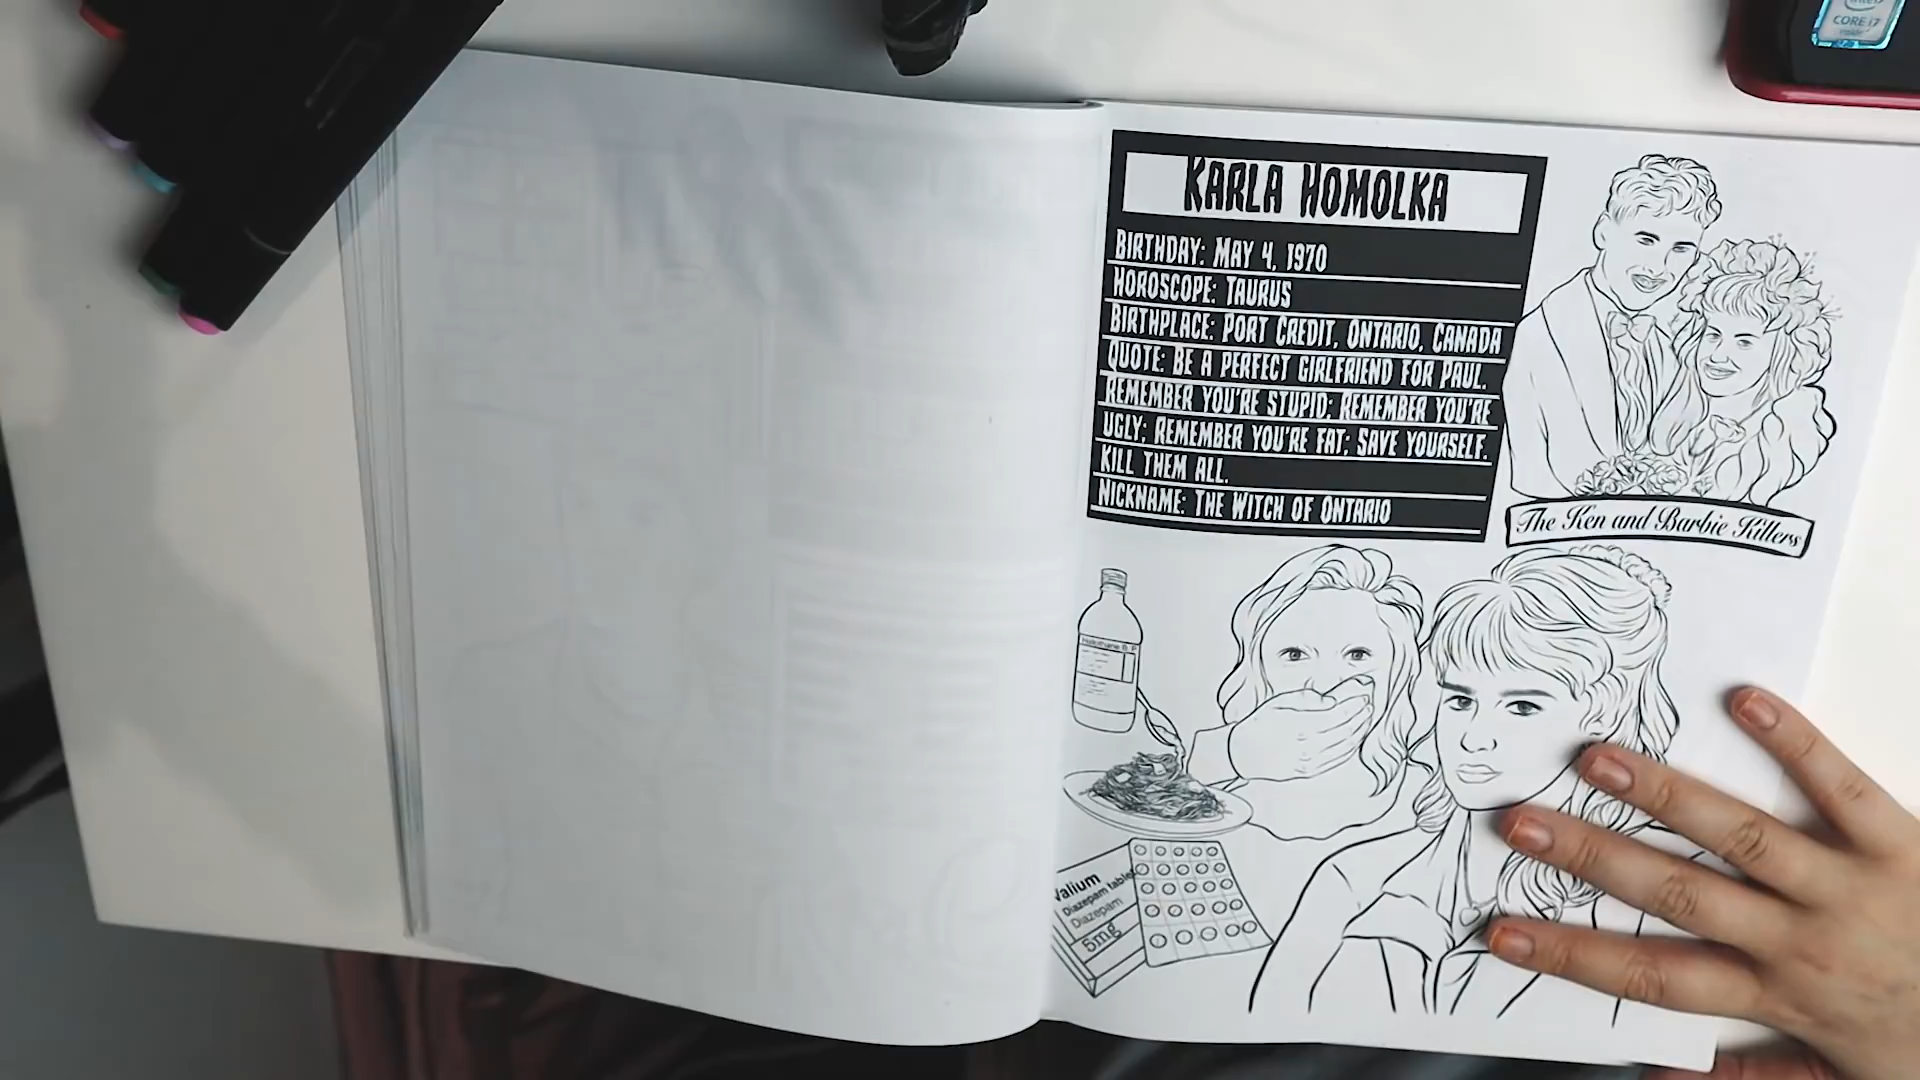 CORE i7
KARLA HOMOLKA
BIRTHDAY: MAY 4, 1970
HOROSCOPE: TAURUS
BIRTHPLACE: PORT CREDIT, ONTARIO, CANADA
QUOTE: BE A PERFECT GIRLFRIEND FOR PAUL.
REMEMBER YOU'RE STUPID; REMEMBER YOU'RE
UGLY; REMEMBER YOU'RE FAT; SAVE YOURSELF.
KILL THEM ALL.
NICKNAME: THE WITCH OF ONTARIO
The Ken and Barbie Killers
Valium
Diazepam
5mg